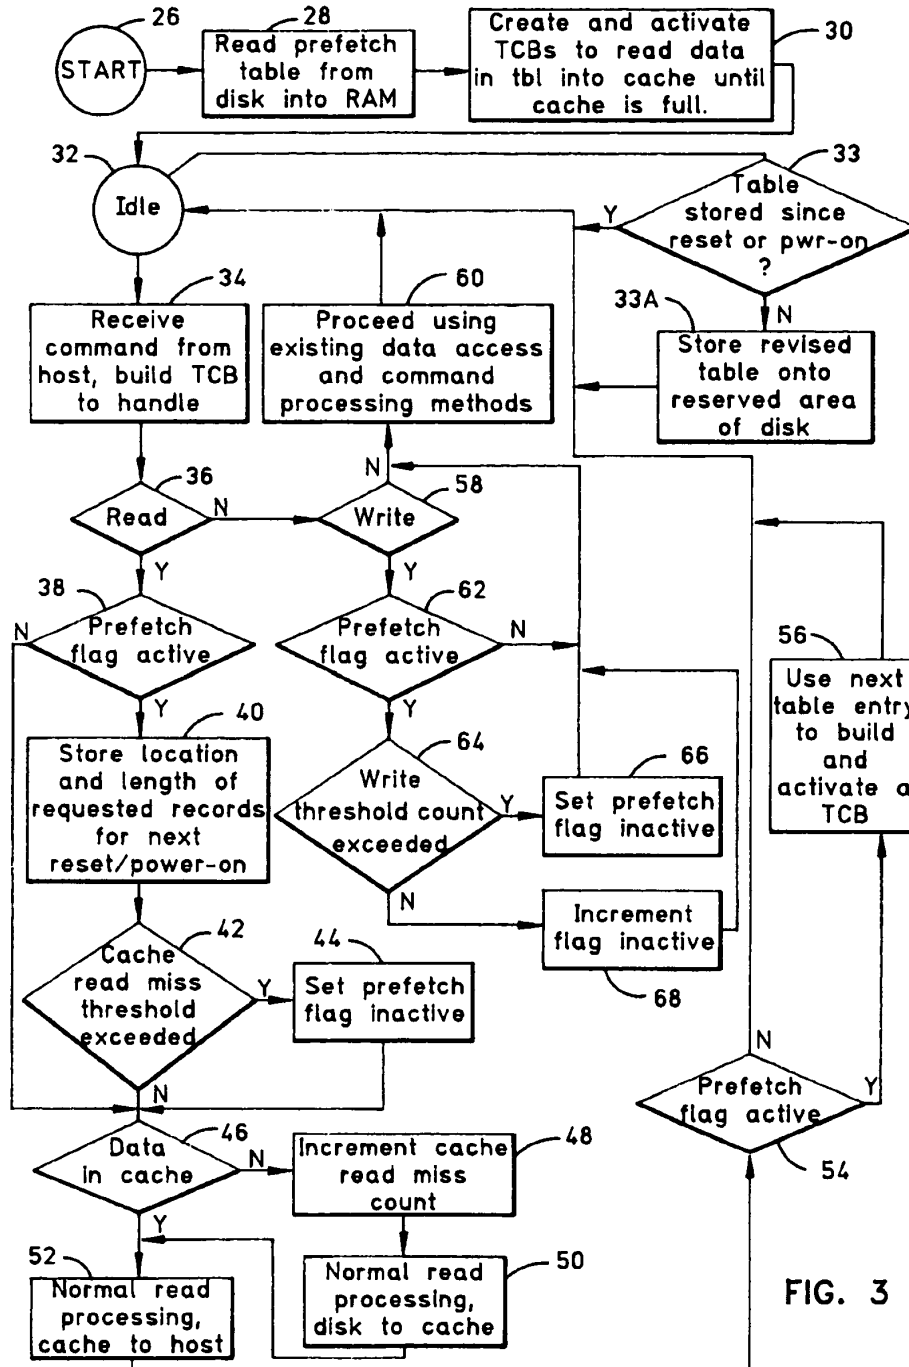 26
START
28
Read prefetch
table from
disk into RAM
Create and activate
TCBs to read data
in tbl into cache until
cache is full.
30
32
Idle
33
Table
stored since
reset or pwr-on
?
Y
N
33A
Store revised
table onto
reserved area
of disk
34
Receive
command from
host, build TCB
to handle
60
Proceed using
existing data access
and command
processing methods
N
36
Read
N
58
Write
Y
Y
38
N
Prefetch
flag active
Y
62
Prefetch
flag active
N
Y
56
Use next
table entry
to build
and
activate a
TCB
40
Store location
and length of
requested records
for next
reset/power-on
64
Write
threshold count
exceeded
Y
N
66
Set prefetch
flag inactive
Increment
flag inactive
68
42
Cache
read miss
threshold
exceeded
Y
N
44
Set prefetch
flag inactive
N
Prefetch
flag active
Y
54
46
Data
in cache
N
Y
Increment cache
read miss
count
48
52
Normal read
processing,
cache to host
Normal read
processing,
disk to cache
50
FIG. 3